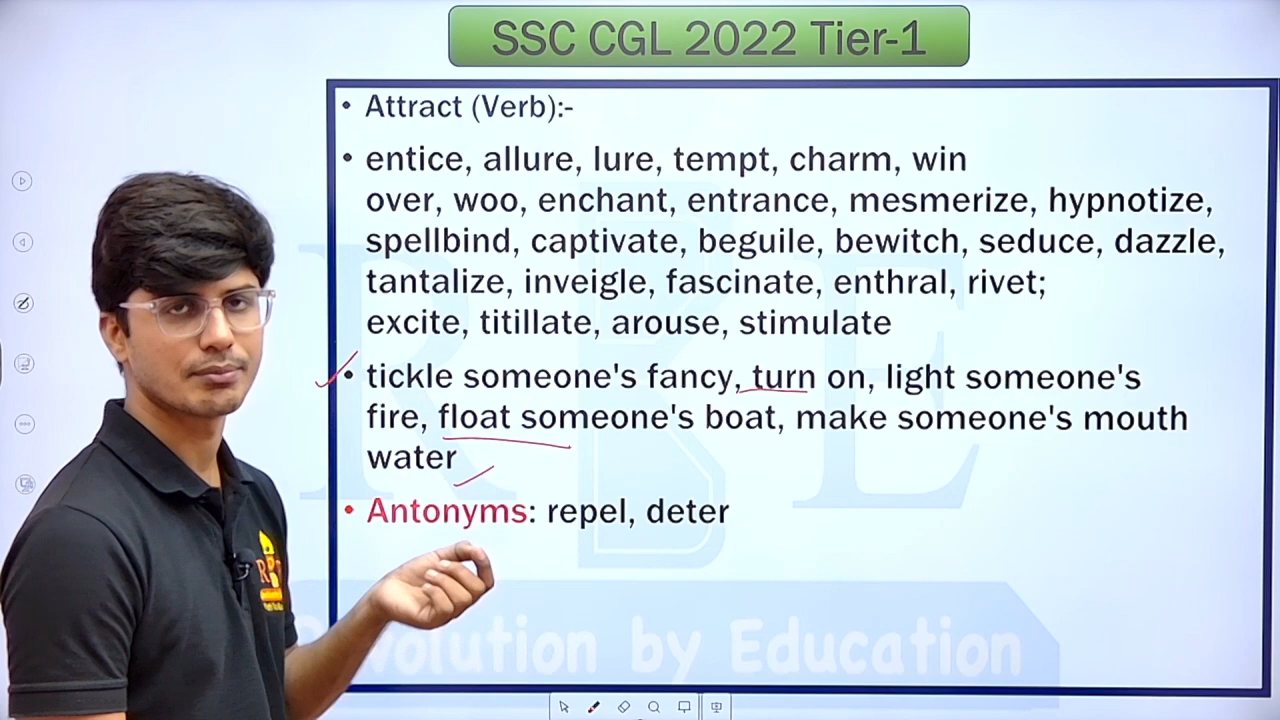 SSC CGL 2022 Tier-1
• Attract (Verb):-
• entice, allure, lure, tempt, charm, win
over, woo, enchant, entrance, mesmerize, hypnotize,
spellbind, captivate, beguile, bewitch, seduce, dazzle,
tantalize, inveigle, fascinate, enthral, rivet;
excite, titillate, arouse, stimulate
• tickle someone's fancy, turn on, light someone's
fire, float someone's boat, make someone's mouth
water
• Antonyms: repel, deter
RBE
volution by Education